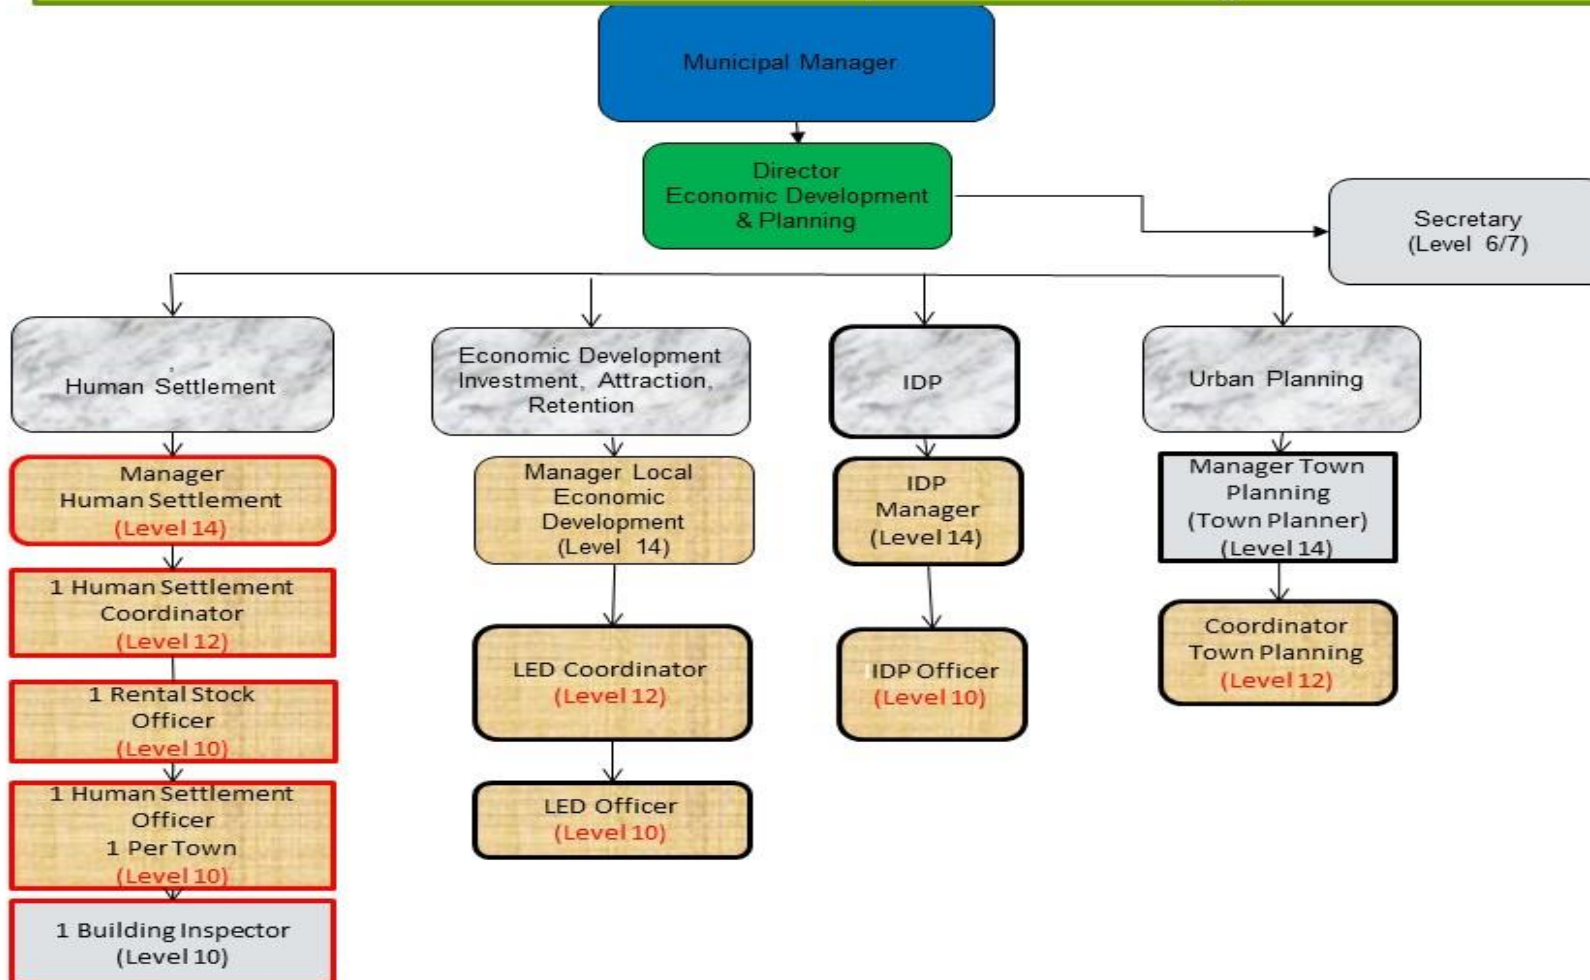 Municipal Manager
Director
Economic Development
& Planning
Secretary
(Level 6/7)
Human Settlement
Economic Development
Investment, Attraction,
Retention
IDP
Urban Planning
Manager
Human Settlement
(Level 14)
Manager Local
Economic
Development
(Level 14)
IDP
Manager
(Level 14)
Manager Town
Planning
(Town Planner)
(Level 14)
1 Human Settlement
Coordinator
(Level 12)
LED Coordinator
(Level 12)
IDP Officer
(Level 10)
Coordinator
Town Planning
(Level 12)
1 Rental Stock
Officer
(Level 10)
1 Human Settlement
Officer
1 Per Town
(Level 10)
LED Officer
(Level 10)
1 Building Inspector
(Level 10)